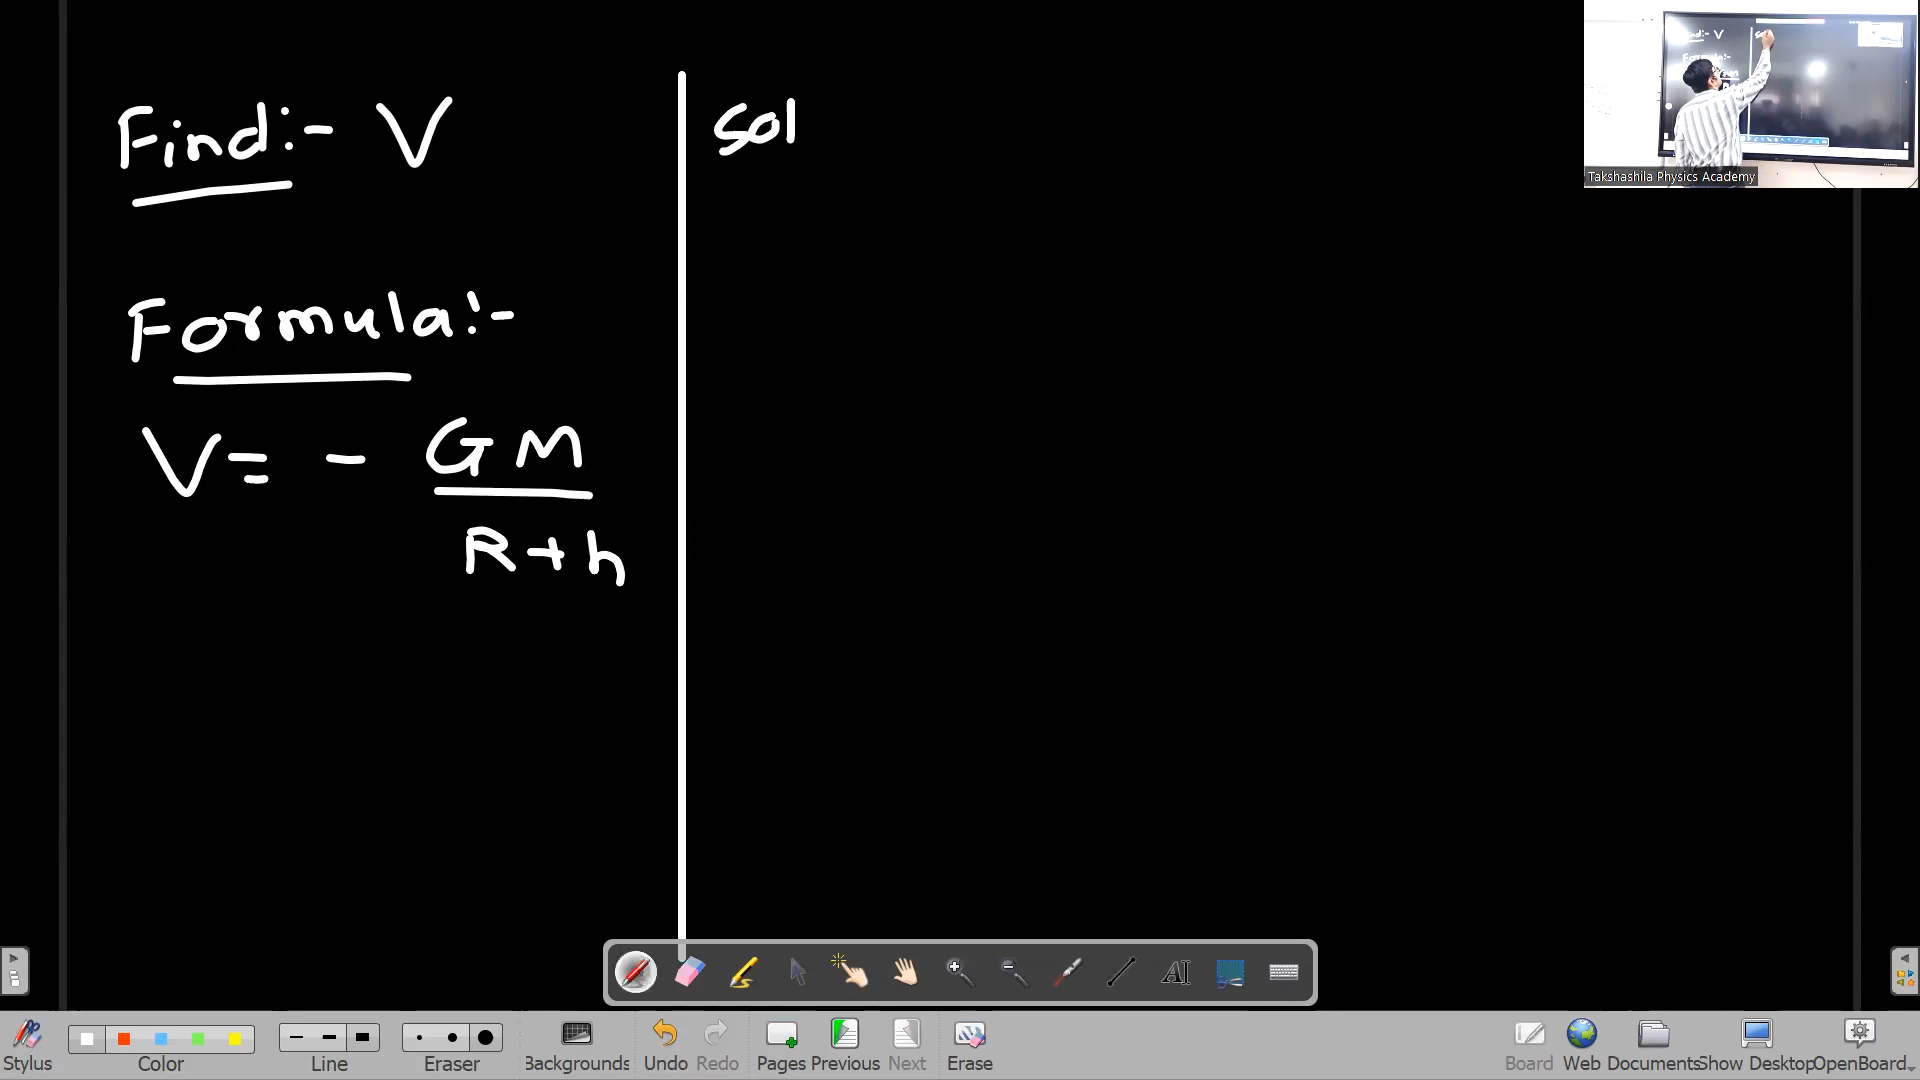 Find:- V
Formula:-
V = - GM
R+h
Sol
Takshashila Physics Academy
Stylus
Color
Line
Eraser
Backgrounds
Undo
Redo
Pages
Previous
Next
Erase
Board
Web
Documents
Show Desktop
OpenBoard